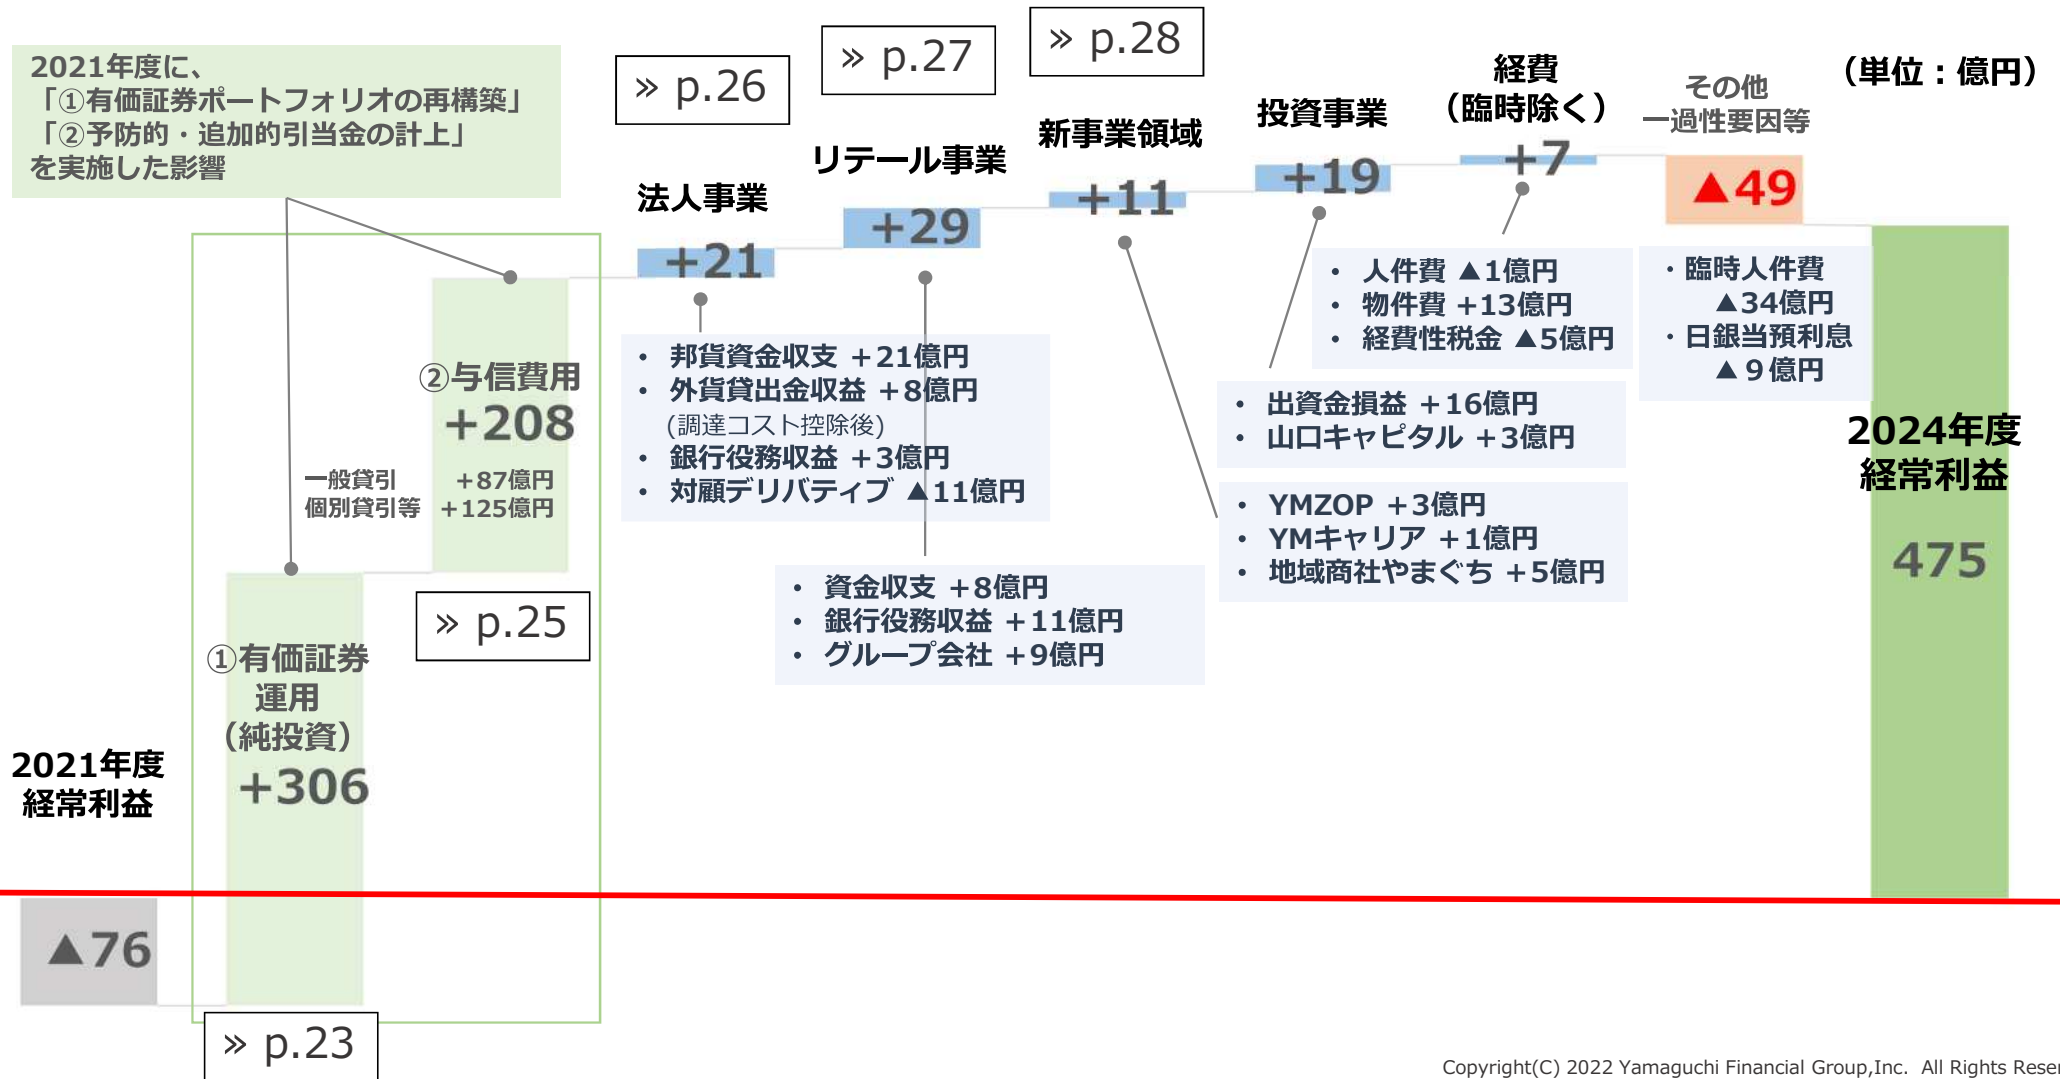 2021年度に、
「①有価証券ポートフォリオの再構築」
「②予防的・追加的引当金の計上」
を実施した影響
» p.26
» p.27
» p.28
（単位：億円）
法人事業
+21
リテール事業
+29
新事業領域
+11
投資事業
+19
経費
（臨時除く）
+7
その他
一過性要因等
▲49
・臨時人件費
▲34億円
・日銀当預利息
▲９億円
• 人件費 ▲1億円
• 物件費 +13億円
• 経費性税金 ▲5億円
• 出資金損益 +16億円
• 山口キャピタル +3億円
• YMZOP +3億円
• YMキャリア +1億円
• 地域商社やまぐち +5億円
• 邦貨資金収支 +21億円
• 外貨貸出金収益 +8億円
(調達コスト控除後)
• 銀行役務収益 +3億円
• 対顧デリバティブ ▲11億円
• 資金収支 +8億円
• 銀行役務収益 +11億円
• グループ会社 +9億円
②与信費用
+208
一般貸引 +87億円
個別貸引等 +125億円
» p.25
①有価証券
運用
（純投資）
+306
2021年度
経常利益
▲76
» p.23
2024年度
経常利益
475
Copyright(C) 2022 Yamaguchi Financial Group,Inc. All Rights Reser